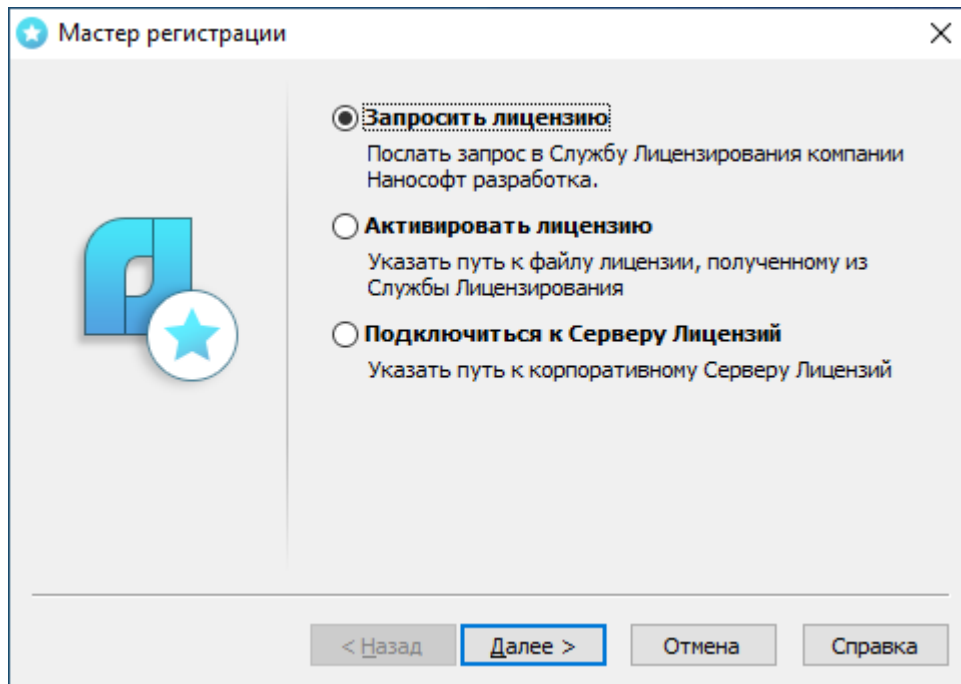 Мастер регистрации
Запросить лицензию
Послать запрос в Службу Лицензирования компании
Нанософт разработка.
Активировать лицензию
Указать путь к файлу лицензии, полученному из
Службы Лицензирования
Подключиться к Серверу Лицензий
Указать путь к корпоративному Серверу Лицензий
< Назад
Далее >
Отмена
Справка